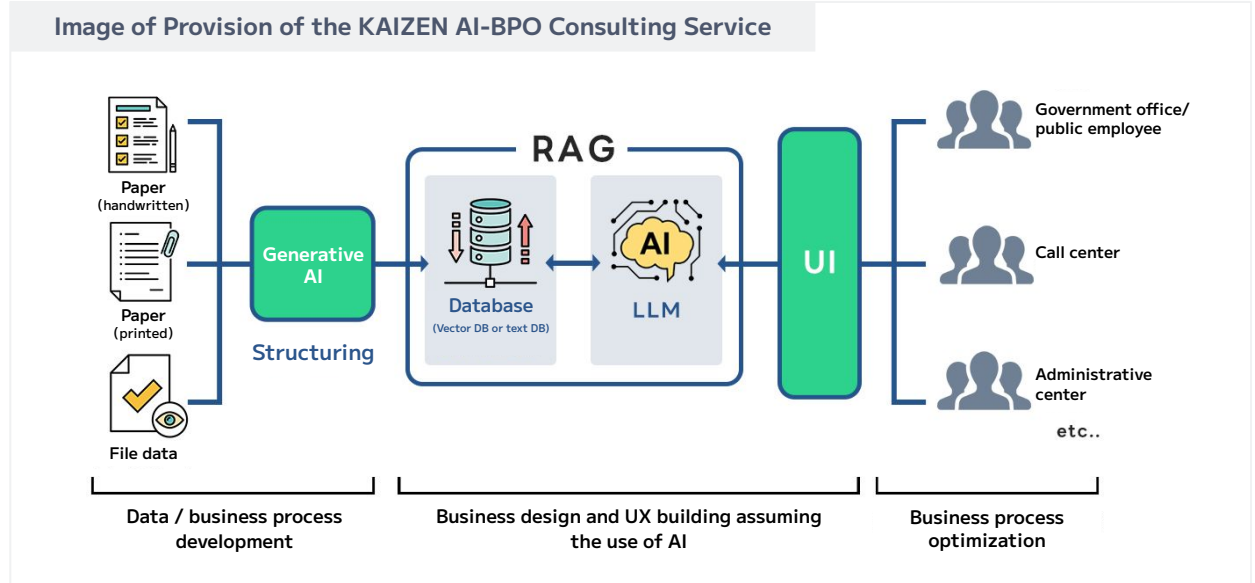 Image of Provision of the KAIZEN AI-BPO Consulting Service
Paper
(handwritten)
Paper
(printed)
File data
Generative
AI
Structuring
RAG
Database
(Vector DB or text DB)
AI
LLM
UI
Government office/
public employee
Call center
Administrative
center
etc..
Data / business process
development
Business design and UX building assuming
the use of AI
Business process
optimization